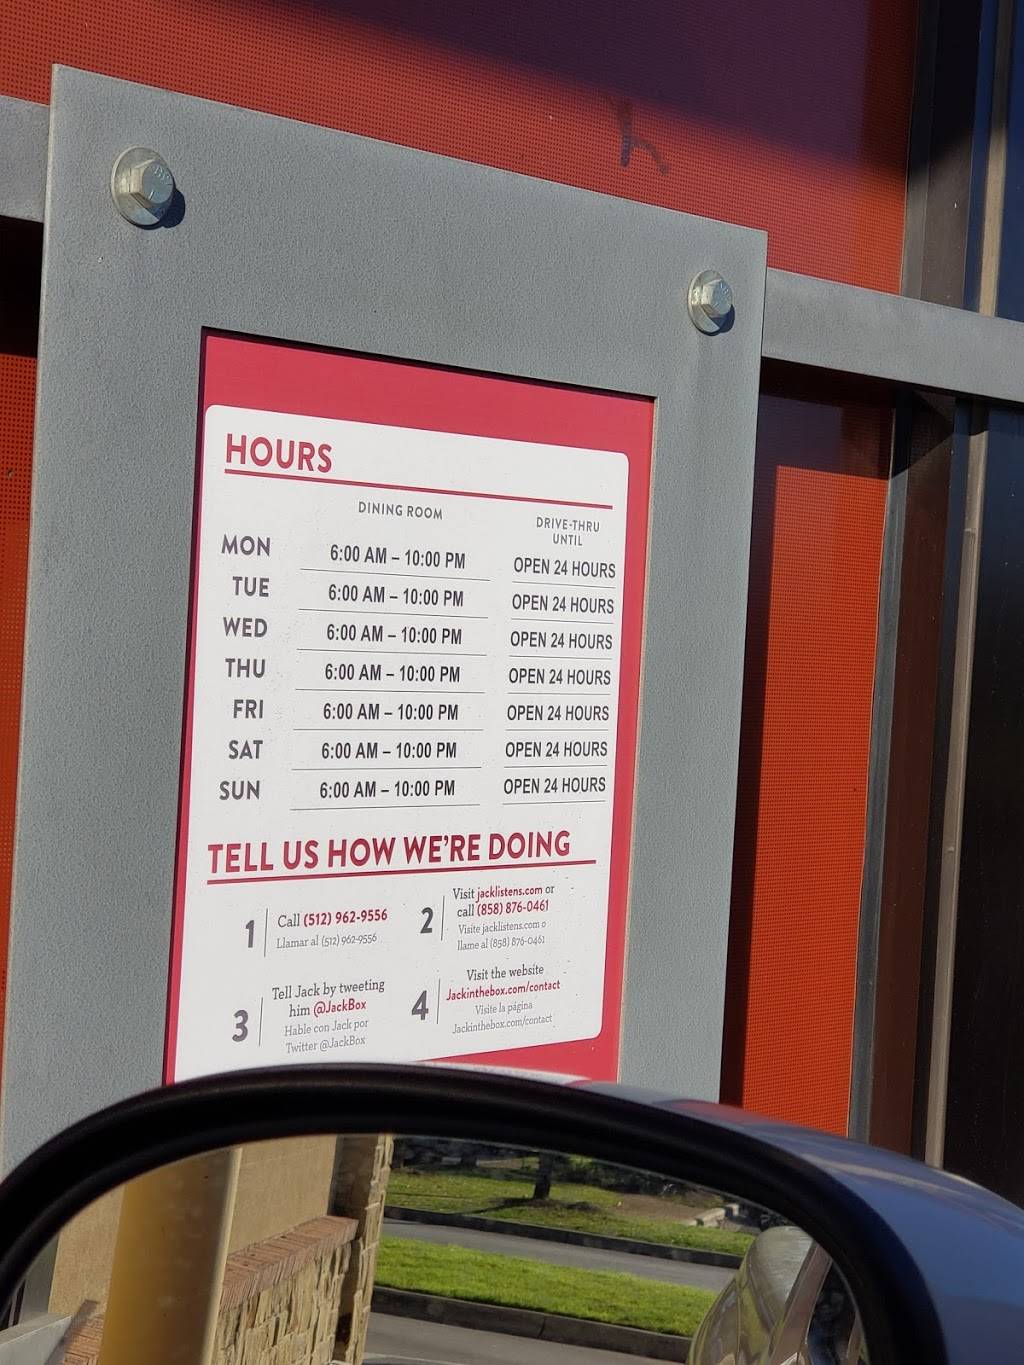 HOURS
DINING ROOM
DRIVE-THRU
UNTIL
MON 6:00 AM – 10:00 PM OPEN 24 HOURS
TUE 6:00 AM – 10:00 PM OPEN 24 HOURS
WED 6:00 AM – 10:00 PM OPEN 24 HOURS
THU 6:00 AM – 10:00 PM OPEN 24 HOURS
FRI 6:00 AM – 10:00 PM OPEN 24 HOURS
SAT 6:00 AM – 10:00 PM OPEN 24 HOURS
SUN 6:00 AM – 10:00 PM OPEN 24 HOURS
TELL US HOW WE'RE DOING
1
Call (512) 962-9556
Llamar al (512) 962-9556
2
Visit jacklistens.com or
call (858) 876-0461
Visite jacklistens.com o
llame al (858) 876-0461
3
Tell Jack by tweeting
him @JackBox
Hable con Jack por
Twitter @JackBox
4
Visit the website
Jackinthebox.com/contact
Visite la página
Jackinthebox.com/contact